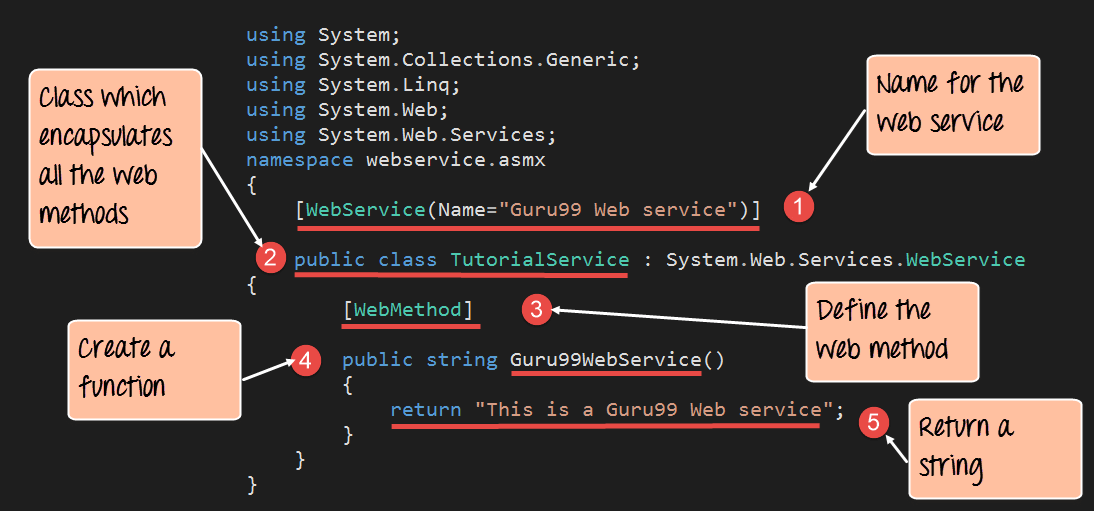 using System;
using System.Collections.Generic;
using System.Linq;
using System.Web;
using System.Web.Services;
namespace webservice.asmx
{
[WebService(Name="Guru99 Web service")]
1
Name for the
web service
2
public class TutorialService : System.Web.Services.WebService
Class which
encapsulates
all the web
methods
{
[WebMethod]
3
Define the
web method
4
public string Guru99WebService()
Create a
function
{
return "This is a Guru99 Web service";
5
Return a
string
}
}
}